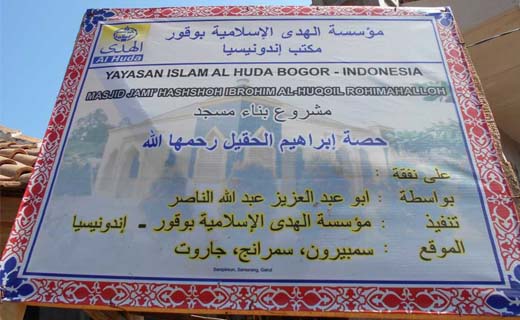 مؤسسة الهدى الإسلامية بوقور
مكتب إندونيسيا
الهدى
Al Huda
YAYASAN ISLAM AL HUDA BOGOR - INDONESIA
MASJID JAMI' HASHSHOH IBROHIM AL-HUQOIL, ROHIMAHALLOH
مشروع بناء مسجد
حصة إبراهيم الحقيل رحمها الله
على نفقة :
بواسطة : ابو عبد العزيز عبد الله الناصر
تنفيذ : مؤسسة الهدى الإسلامية بوقور - إندونيسيا
الموقع : سمبيرون، سمرانج، جاروت
Sampireun, Samarang, Garut